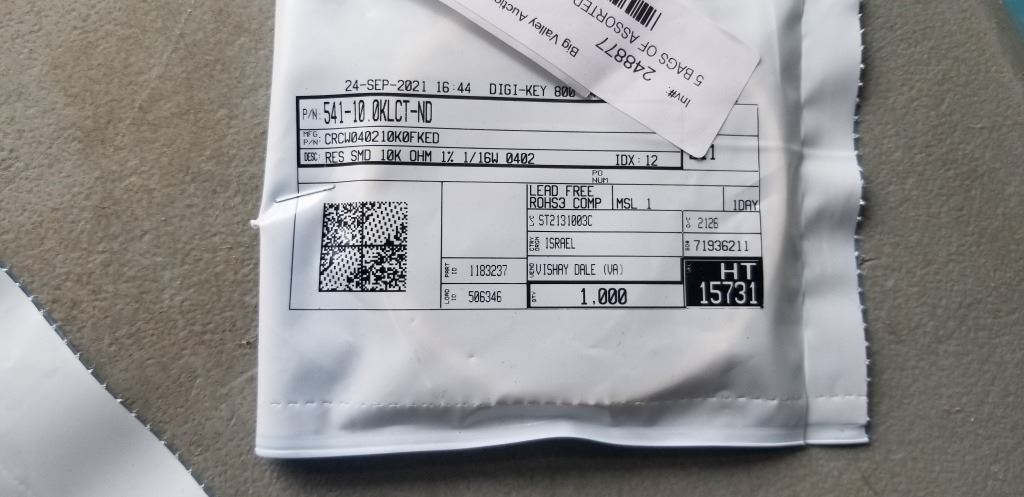 Big Valley Auctio
Inv#: 248877
5 BAGS OF ASSORTED
24-SEP-2021 16:44 DIGI-KEY 800
P/N: 541-10.0KLCT-ND
MFG. P/N: CRCW040210K0FKED
DESC: RES SMD 10K OHM 1% 1/16W 0402 IDX: 12
PO NUM
LEAD FREE
ROHS3 COMP MSL 1 1DAY
ST2131003C 2126
ISRAEL 71936211
PART ID 1183237 VISHAY DALE (VA) HT
LOAD ID 506346 QTY 1,000 15731